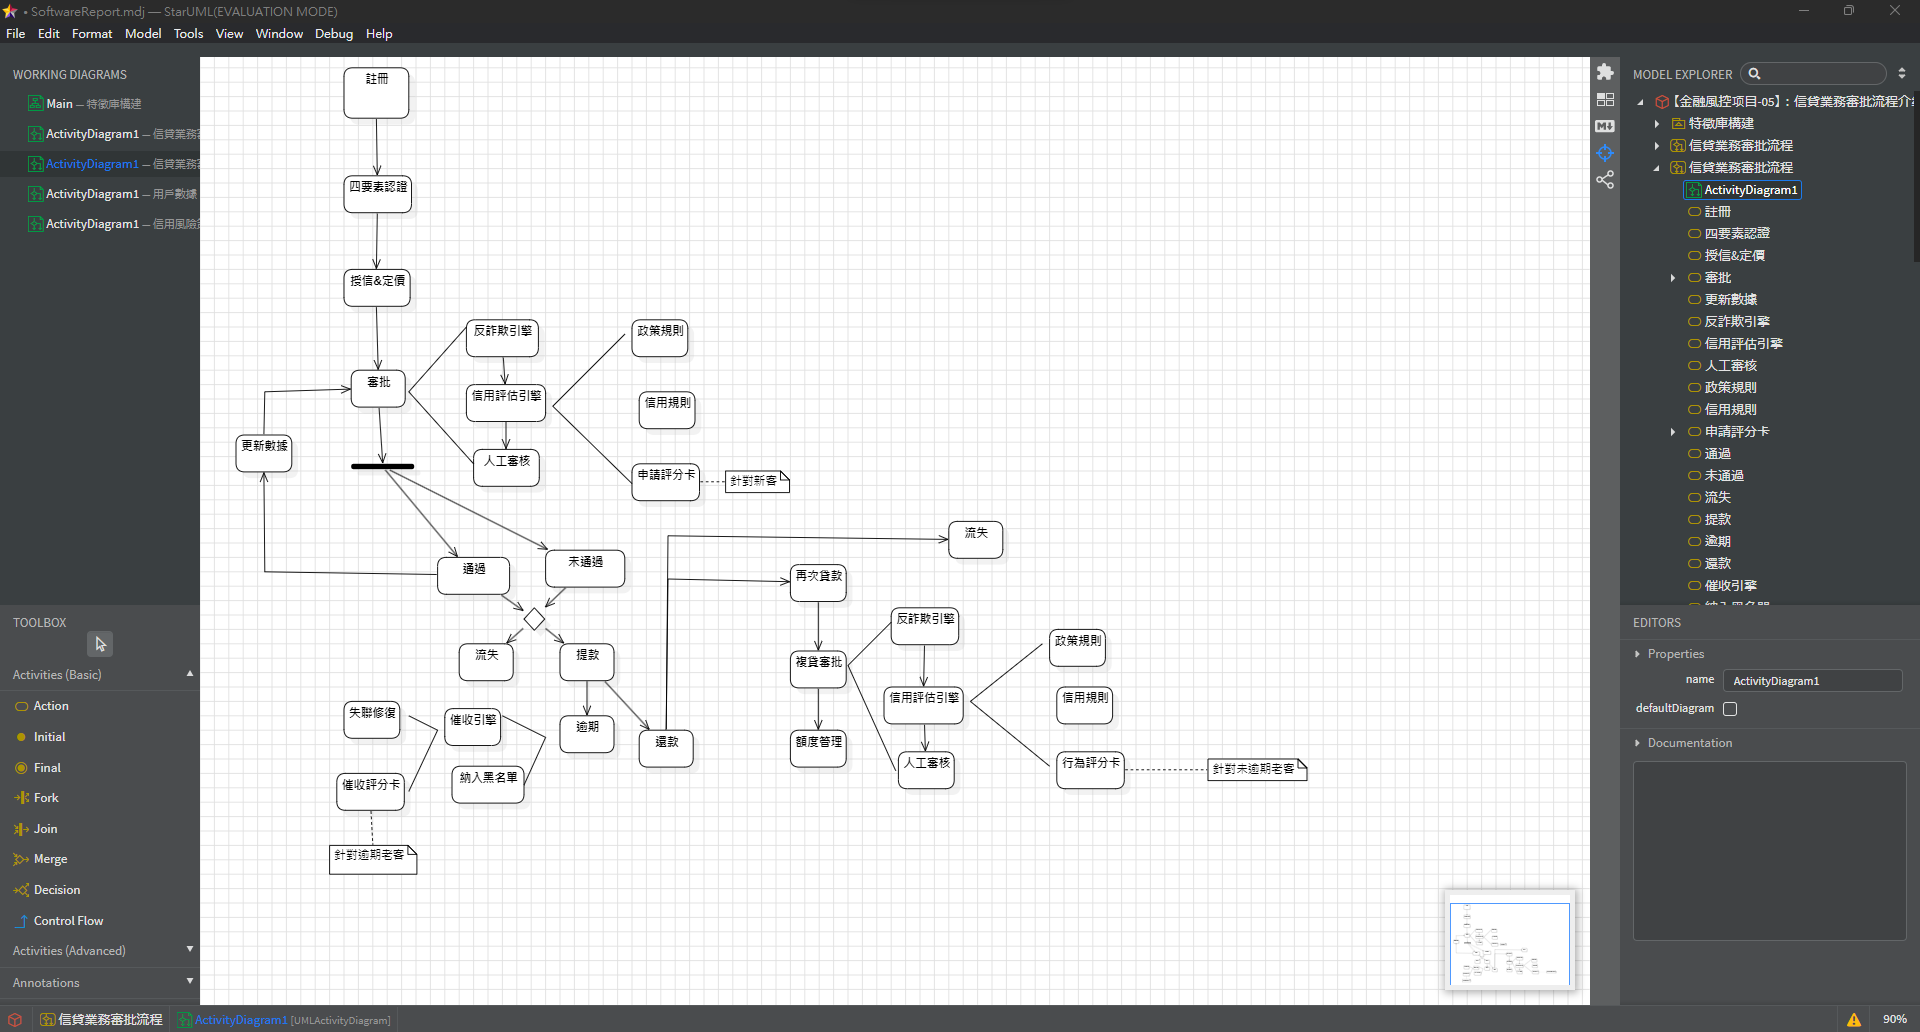 • SoftwareReport.mdj — StarUML(EVALUATION MODE)
File Edit Format Model Tools View Window Debug Help
WORKING DIAGRAMS
Main — 特徵庫構建
ActivityDiagram1 — 信貸業務審
ActivityDiagram1 — 信貸業務審
ActivityDiagram1 — 用戶數據
ActivityDiagram1 — 信用風險
TOOLBOX
Activities (Basic)
Action
Initial
Final
Fork
Join
Merge
Decision
Control Flow
Activities (Advanced)
Annotations
註冊
四要素認證
授信&定價
審批
反詐欺引擎
政策規則
信用評估引擎
信用規則
更新數據
人工審核
申請評分卡
針對新客
流失
通過
未通過
再次貸款
反詐欺引擎
政策規則
流失
提款
複貸審批
信用評估引擎
信用規則
失聯修復
催收引擎
逾期
還款
額度管理
人工審核
行為評分卡
針對未逾期老客
催收評分卡
納入黑名單
針對逾期老客
MODEL EXPLORER
【金融風控项目-05】: 信貸業務審批流程介紹
特徵庫構建
信貸業務審批流程
信貸業務審批流程
ActivityDiagram1
註冊
四要素認證
授信&定價
審批
更新數據
反詐欺引擎
信用評估引擎
人工審核
政策規則
信用規則
申請評分卡
通過
未通過
流失
提款
逾期
還款
催收引擎
納入黑名單
EDITORS
Properties
name ActivityDiagram1
defaultDiagram
Documentation
信貸業務審批流程
ActivityDiagram1 [UMLActivityDiagram]
90%